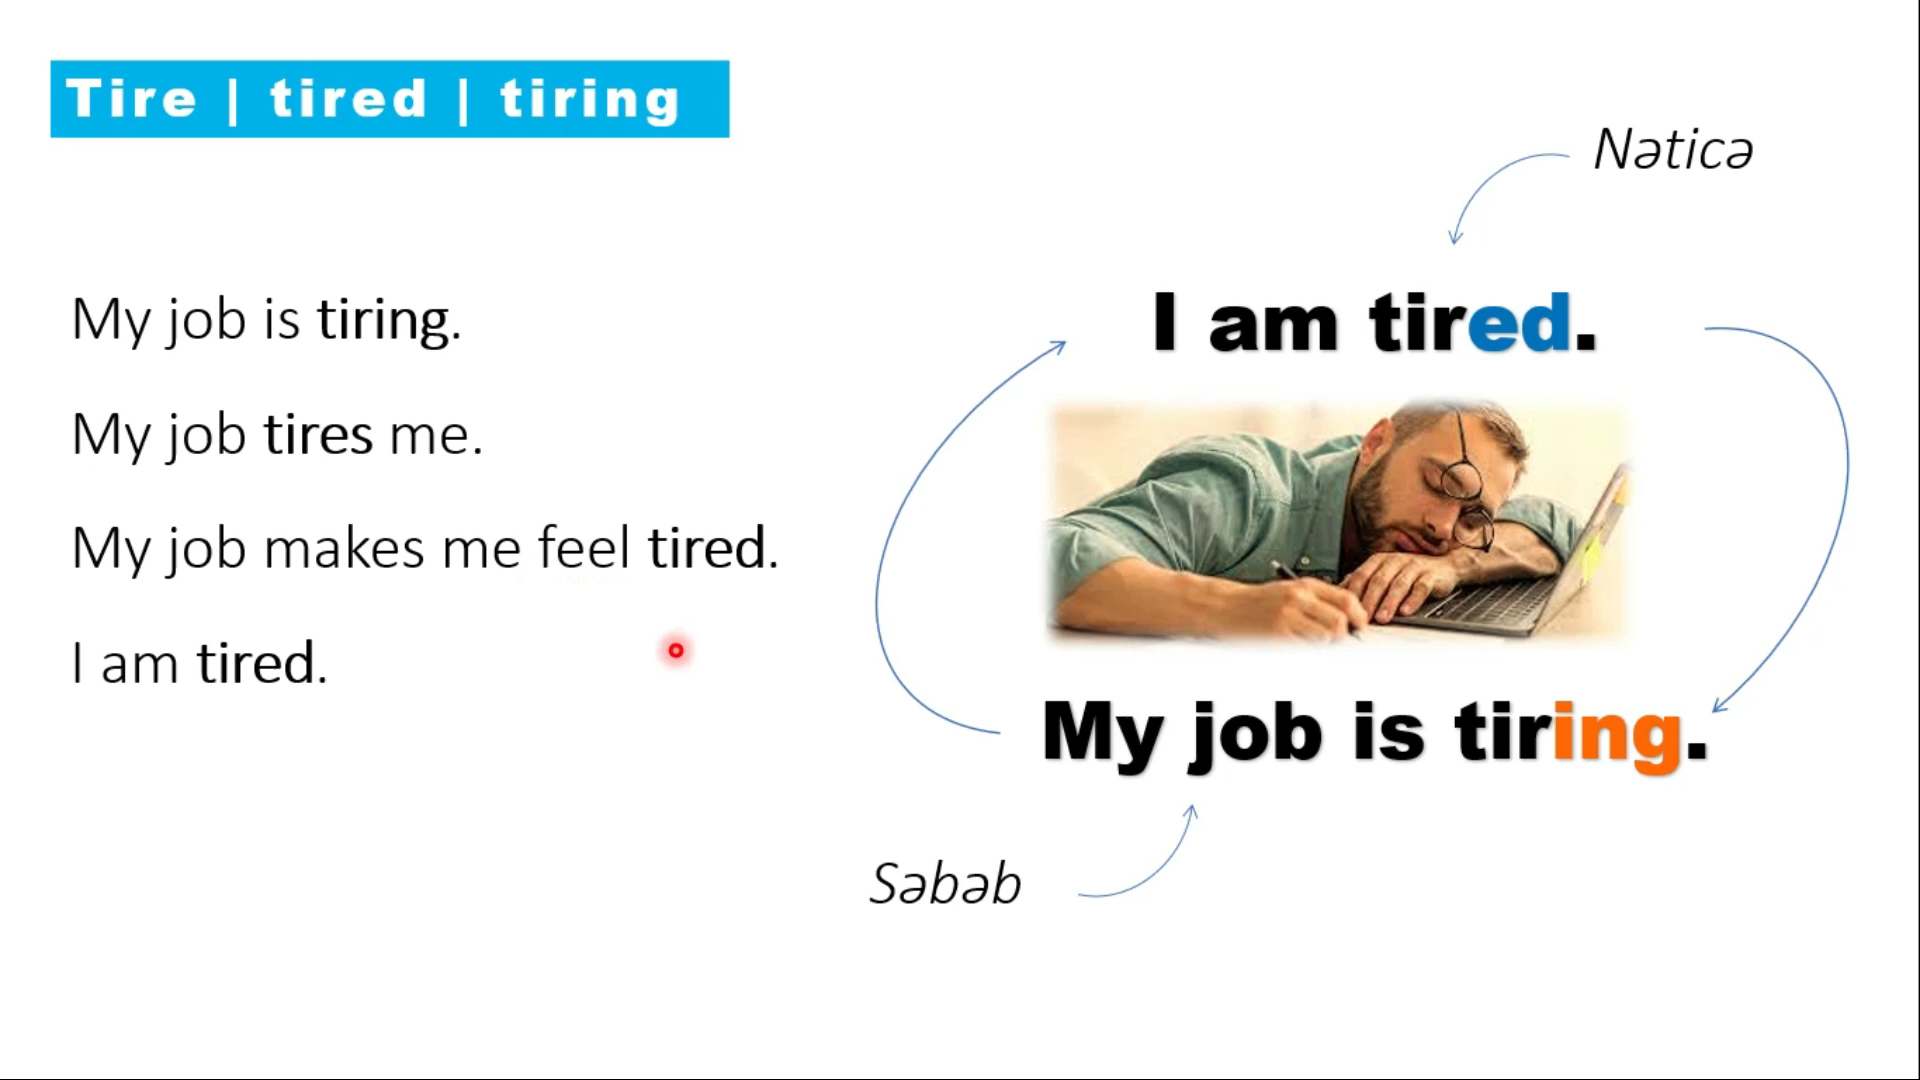 Tire | tired | tiring
My job is tiring.
My job tires me.
My job makes me feel tired.
I am tired.
Nəticə
I am tired.
My job is tiring.
Səbəb